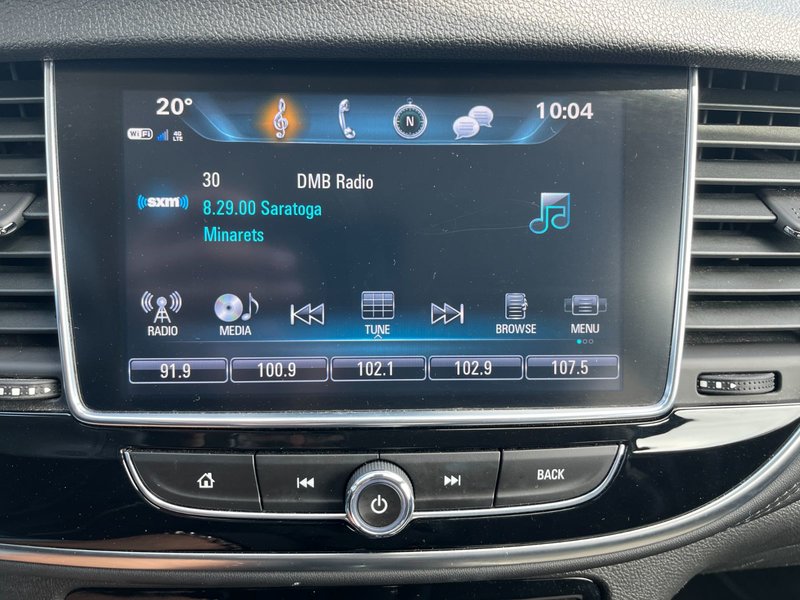 20° N 10:04
WiFi 4G LTE
30 DMB Radio
((sxm)) 8.29.00 Saratoga
Minarets
RADIO MEDIA TUNE BROWSE MENU
91.9 100.9 102.1 102.9 107.5
BACK